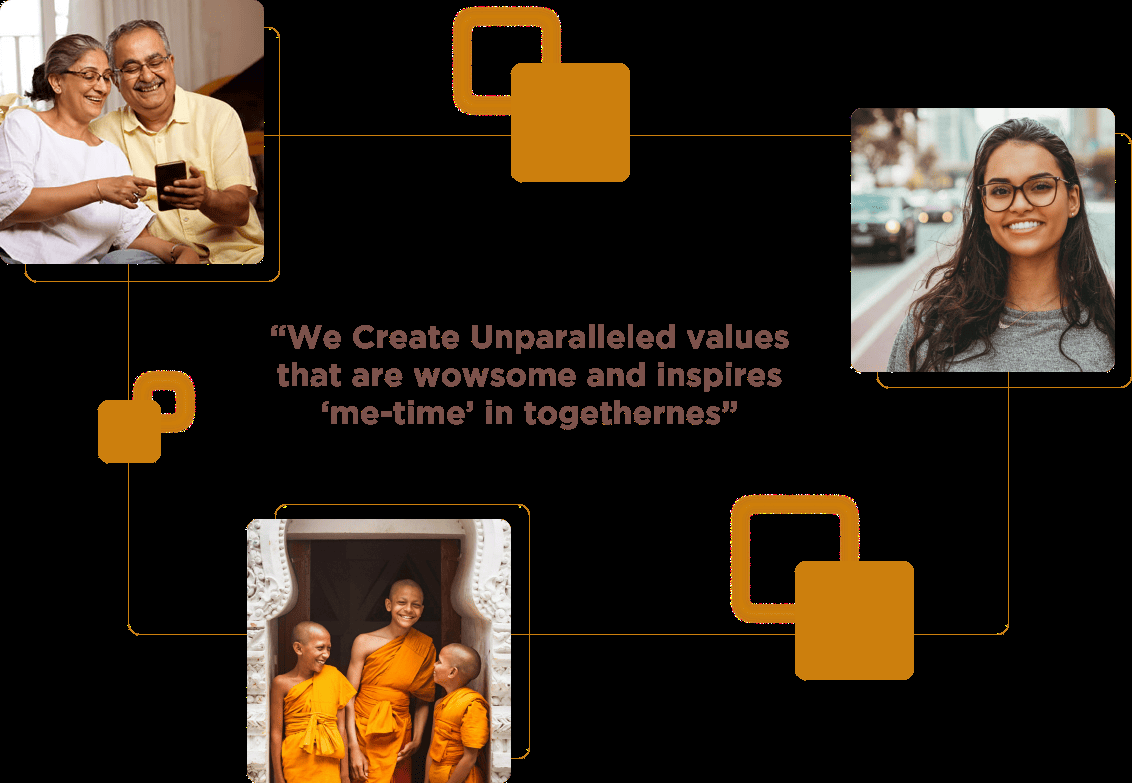 “We Create Unparalleled values
that are wowsome and inspires
‘me-time’ in togethernes”